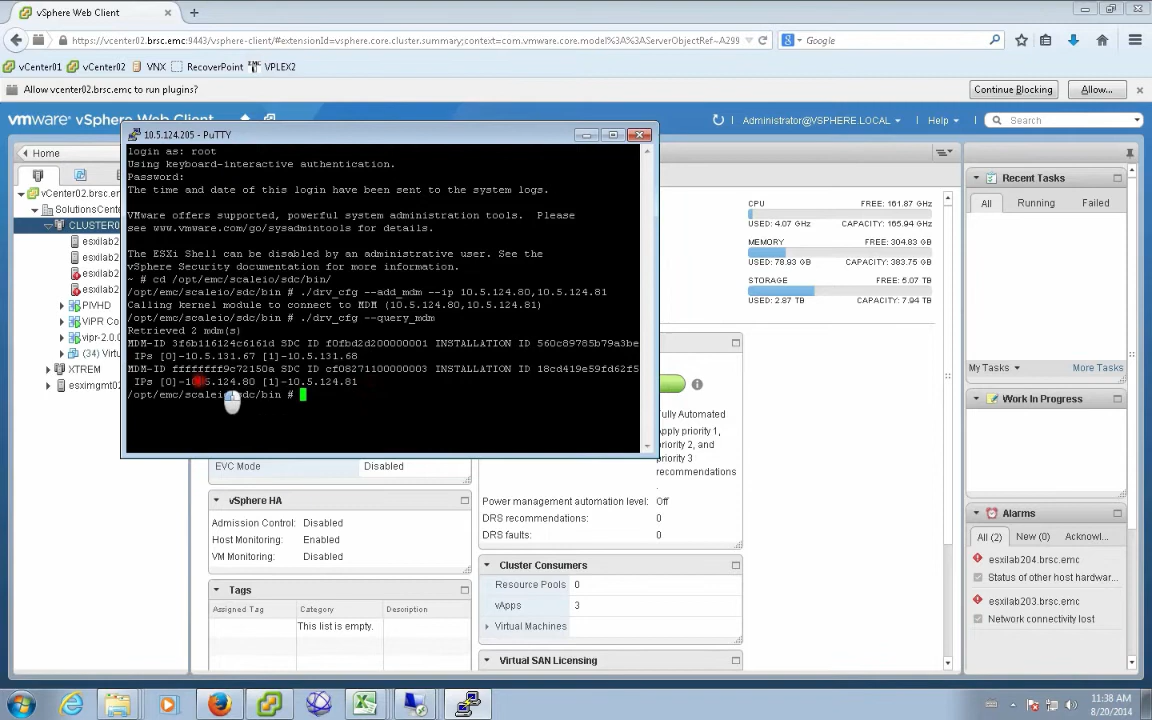 vSphere Web Client
https://vcenter02.brsc.emc:9443/vsphere-client/#extensionId=vsphere.core.cluster.summary;context=com.vmware.core.model%3A%3AServerObjectRef~A299
Google
vCenter01
vCenter02
VNX
RecoverPoint
VPLEX2
Allow vcenter02.brsc.emc to run plugins?
Continue Blocking
Allow...
vmware® vSphere Web Client
Administrator@VSPHERE.LOCAL
Help
Search
Home
vCenter02.brsc.em
SolutionsCent
CLUSTER0
esxilab2
esxilab2
esxilab2
esxilab2
PIVHD
ViPR Co
vipr-2.0.0
(34) Virtual
XTREM
esximgmt02
10.5.124.205 - PuTTY
login as: root
Using keyboard-interactive authentication.
Password:
The time and date of this login have been sent to the system logs.
VMware offers supported, powerful system administration tools.  Please
see www.vmware.com/go/sysadmintools for details.
The ESXi Shell can be disabled by an administrative user. See the
vSphere Security documentation for more information.
~ # cd /opt/emc/scaleio/sdc/bin/
/opt/emc/scaleio/sdc/bin # ./drv_cfg --add_mdm --ip 10.5.124.80,10.5.124.81
Calling kernel module to connect to MDM (10.5.124.80,10.5.124.81)
/opt/emc/scaleio/sdc/bin # ./drv_cfg --query_mdm
Retrieved 2 mdm(s)
MDM-ID 3f6b116124c6161d SDC ID f0fbd2d200000001 INSTALLATION ID 560c89785b79a3be
IPs [0]-10.5.131.67 [1]-10.5.131.68
MDM-ID ffffffff9c72150a SDC ID cf08271100000003 INSTALLATION ID 18cd419e59fd62f5
IPs [0]-10.5.124.80 [1]-10.5.124.81
/opt/emc/scaleio/sdc/bin #
CPU FREE: 161.87 GHz
USED: 4.07 GHz CAPACITY: 165.94 GHz
MEMORY FREE: 304.83 GB
USED: 78.93 GB CAPACITY: 383.75 GB
STORAGE FREE: 5.07 TB
USED: 2.87 TB CAPACITY: 7.94 TB
Fully Automated
Apply priority 1,
priority 2, and
priority 3
recommendations
.
Power management automation level: Off
DRS recommendations: 0
DRS faults: 0
EVC Mode Disabled
vSphere HA
Admission Control: Disabled
Host Monitoring: Enabled
VM Monitoring: Disabled
Tags
Assigned Tag Category Description
This list is empty.
Cluster Consumers
Resource Pools 0
vApps 3
Virtual Machines
Virtual SAN Licensing
Recent Tasks
All Running Failed
My Tasks More Tasks
Work In Progress
Alarms
All (2) New (0) Acknowl...
esxilab204.brsc.emc
Status of other host hardwar...
esxilab203.brsc.emc
Network connectivity lost
11:38 AM
8/20/2014